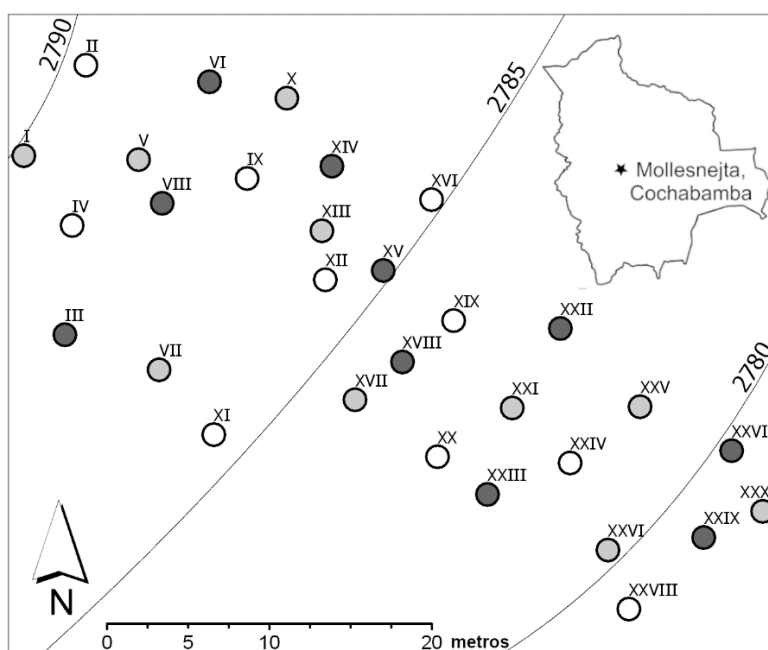 2790
II
VI
X
2785
I
V
IX
XIV
VIII
XVI
Mollesnejta,
Cochabamba
IV
XIII
XII
XV
III
XIX
XXII
VII
XVIII
2780
XVII
XXI
XXV
XI
XX
XXIV
XXVI
XXIII
XXX
XXIX
XXVI
XXVIII
N
0 5 10 20 metros